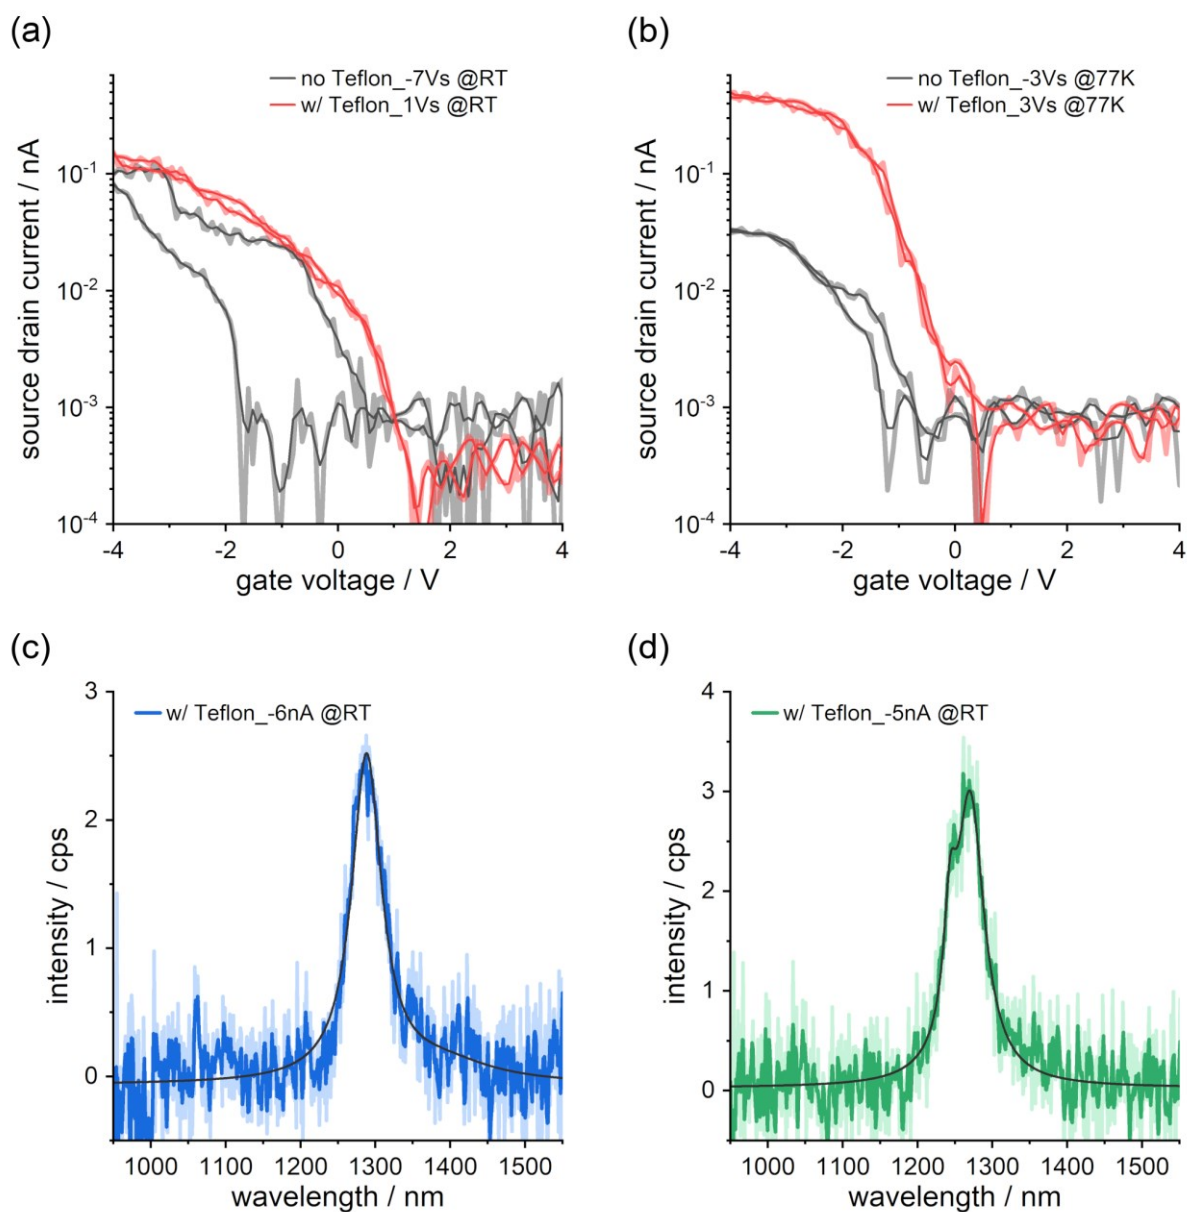 (a)
no Teflon_-7Vs @RT
w/ Teflon_1Vs @RT
source drain current / nA
10^-1
10^-2
10^-3
10^-4
-4 -2 0 2 4
gate voltage / V
(b)
no Teflon_-3Vs @77K
w/ Teflon_3Vs @77K
source drain current / nA
10^-1
10^-2
10^-3
10^-4
-4 -2 0 2 4
gate voltage / V
(c)
w/ Teflon_-6nA @RT
intensity / cps
3
2
1
0
1000 1100 1200 1300 1400 1500
wavelength / nm
(d)
w/ Teflon_-5nA @RT
intensity / cps
4
3
2
1
0
1000 1100 1200 1300 1400 1500
wavelength / nm